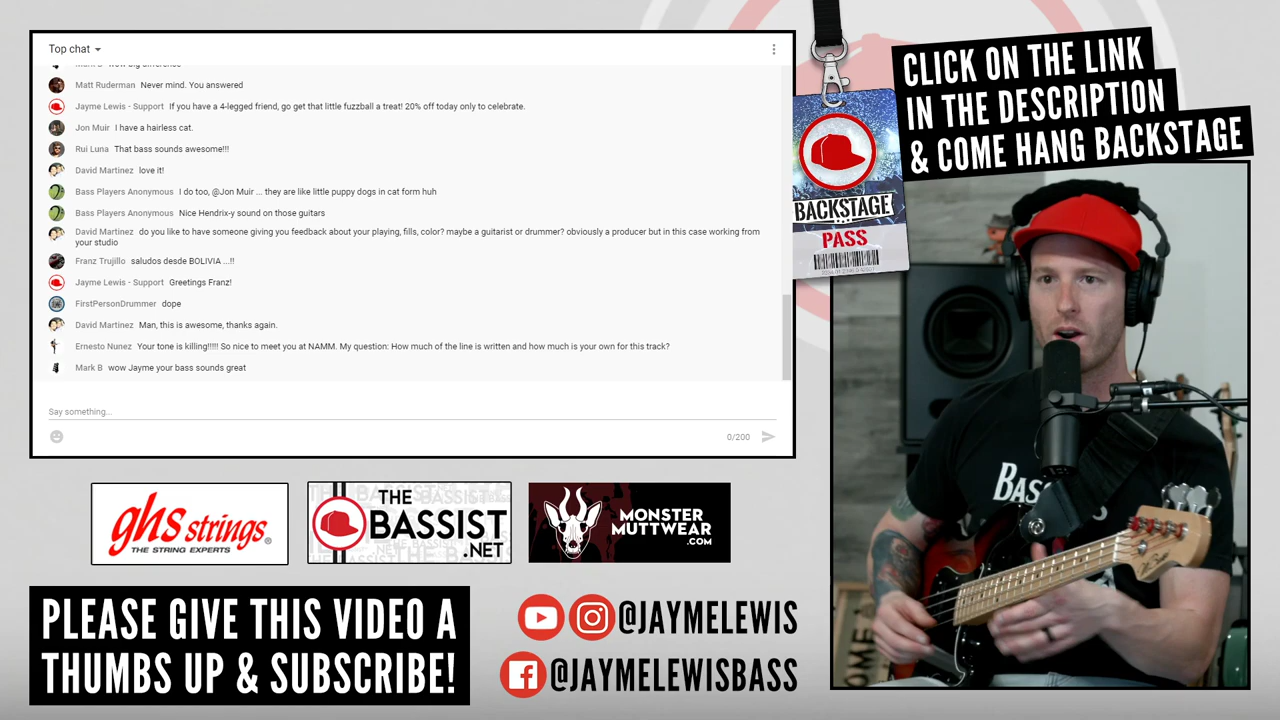 Top chat
Matt Ruderman Never mind. You answered
Jayme Lewis - Support If you have a 4-legged friend, go get that little fuzzball a treat! 20% off today only to celebrate.
Jon Muir I have a hairless cat.
Rui Luna That bass sounds awesome!!!
David Martinez love it!
Bass Players Anonymous I do too, @Jon Muir ... they are like little puppy dogs in cat form huh
Bass Players Anonymous Nice Hendrix-y sound on those guitars
David Martinez do you like to have someone giving you feedback about your playing, fills, color? maybe a guitarist or drummer? obviously a producer but in this case working from
your studio
Franz Trujillo saludos desde BOLIVIA ...!!
Jayme Lewis - Support Greetings Franz!
FirstPersonDrummer dope
David Martinez Man, this is awesome, thanks again.
Ernesto Nunez Your tone is killing!!!!! So nice to meet you at NAMM. My question: How much of the line is written and how much is your own for this track?
Mark B wow Jayme your bass sounds great
Say something...
0/200
CLICK ON THE LINK
IN THE DESCRIPTION
& COME HANG BACKSTAGE
BACKSTAGE
PASS
BAS
HOME
ghs strings®
THE STRING EXPERTS
THE
BASSIST
.NET
MONSTER
MUTTWEAR
.COM
PLEASE GIVE THIS VIDEO A
THUMBS UP & SUBSCRIBE!
@JAYMELEWIS
@JAYMELEWISBASS